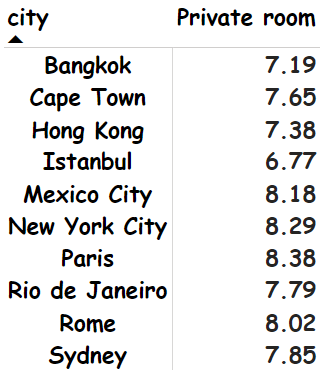 city Private room
Bangkok 7.19
Cape Town 7.65
Hong Kong 7.38
Istanbul 6.77
Mexico City 8.18
New York City 8.29
Paris 8.38
Rio de Janeiro 7.79
Rome 8.02
Sydney 7.85